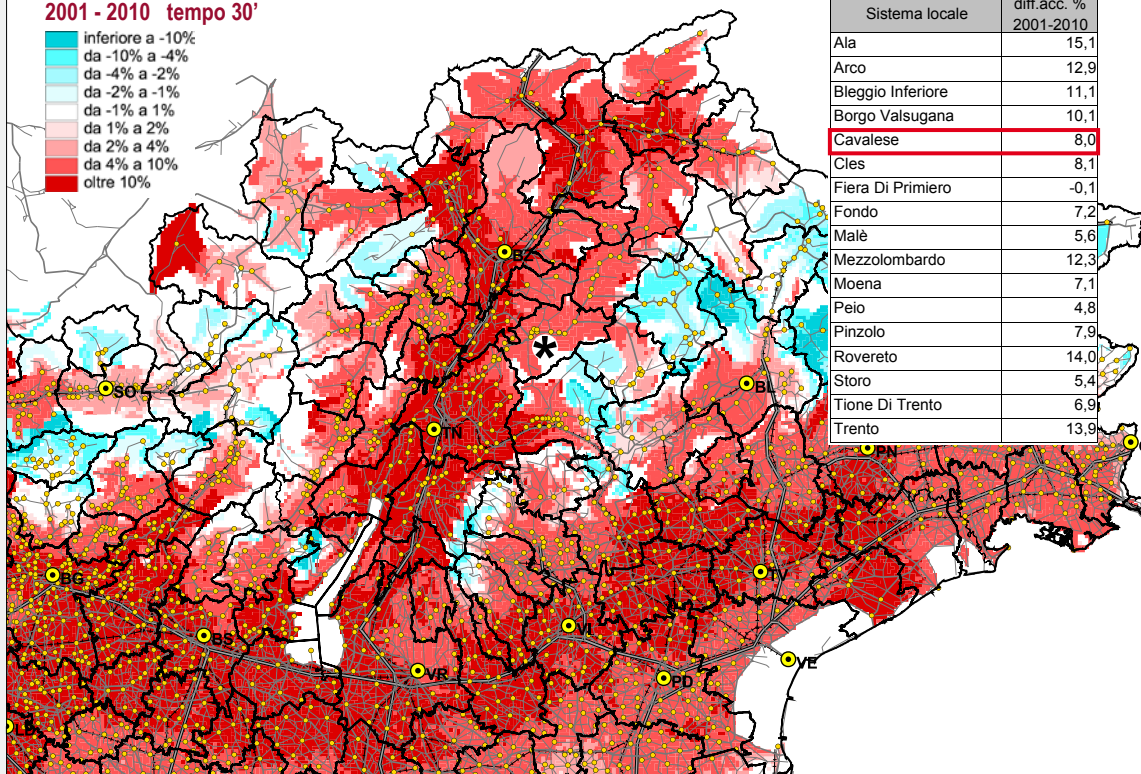 2001 - 2010 tempo 30’
inferiore a -10%
da -10% a -4%
da -4% a -2%
da -2% a -1%
da -1% a 1%
da 1% a 2%
da 2% a 4%
da 4% a 10%
oltre 10%
Sistema locale diff.acc. % 2001-2010
Ala 15,1
Arco 12,9
Bleggio Inferiore 11,1
Borgo Valsugana 10,1
Cavalese 8,0
Cles 8,1
Fiera Di Primiero -0,1
Fondo 7,2
Malè 5,6
Mezzolombardo 12,3
Moena 7,1
Peio 4,8
Pinzolo 7,9
Rovereto 14,0
Storo 5,4
Tione Di Trento 6,9
Trento 13,9
BZ
*
SO
BL
TN
PN
BG
BS
VR
PD
VE